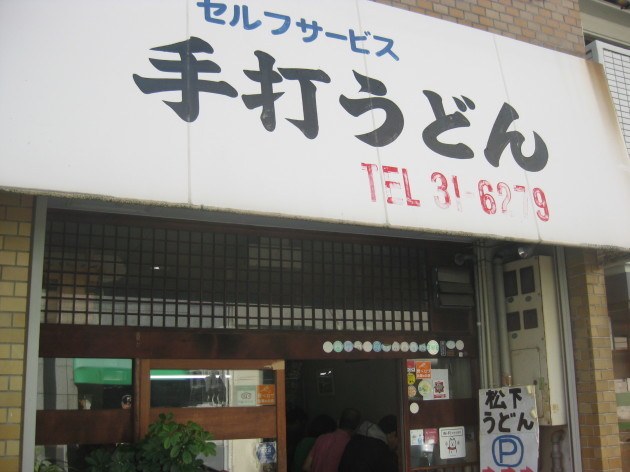 セルフサービス
手打うどん
TEL 31-6279
松下
うどん
P